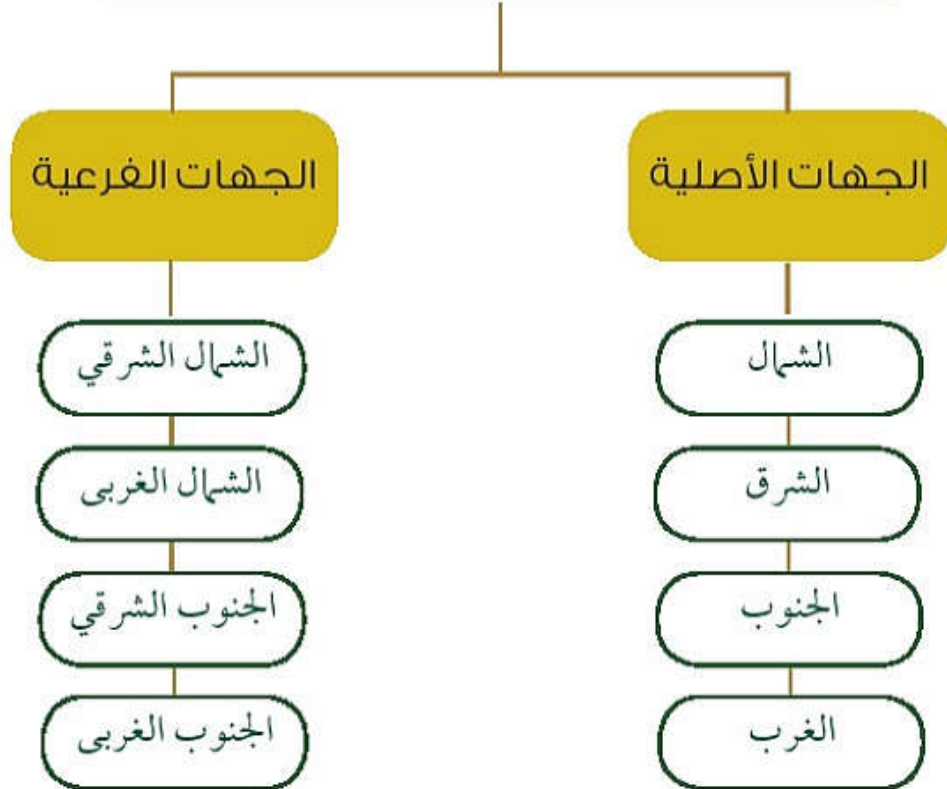 الجهات الأصلية
الشمال
الشرق
الجنوب
الغرب
الجهات الفرعية
الشمال الشرقي
الشمال الغربى
الجنوب الشرقي
الجنوب الغربى